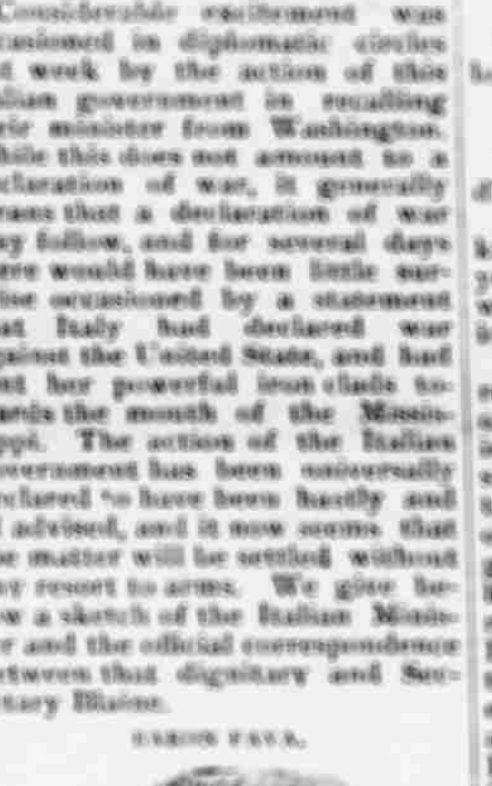 Considerable excitement was
casioned in diplomatic circles
t week by the action of this
lian government in recalling
eir minister from Washington.
hile this does not amount to a
claration of war, it generally
eans that a declaration of war
ay follow, and for several days
ere would have been little sur-
ise occasioned by a statement
at Italy had declared war
gainst the United State, and had
nt her powerful iron clads to-
ards the mouth of the Missis-
ppi. The action of the Italian
overnment has been universally
clared to have been hastly and
l advised, and it now seems that
e matter will be settled without
ny resort to arms. We give be-
ow a sketch of the Italian Minis-
r and the official correspondence
etween that dignitary and Sec-
tary Blaine.
BARON FAVA.